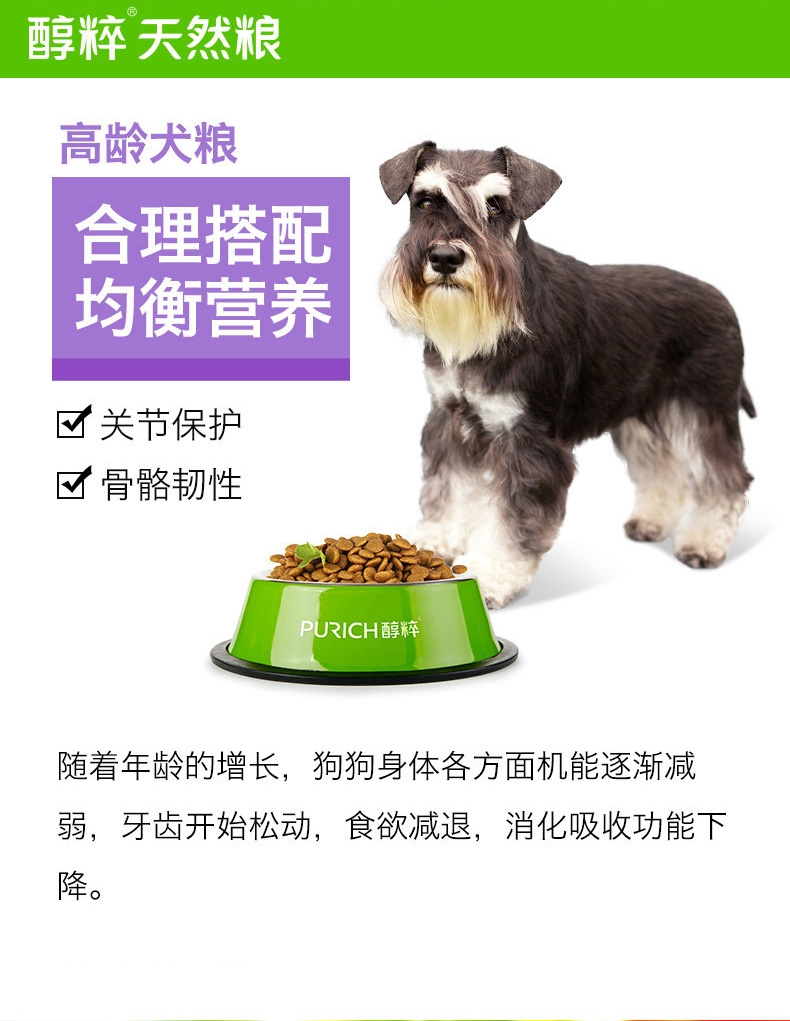 醇粹®天然粮
高龄犬粮
合理搭配
均衡营养
关节保护
骨骼韧性
PURICH醇粹
随着年龄的增长，狗狗身体各方面机能逐渐减
弱，牙齿开始松动，食欲减退，消化吸收功能下
降。